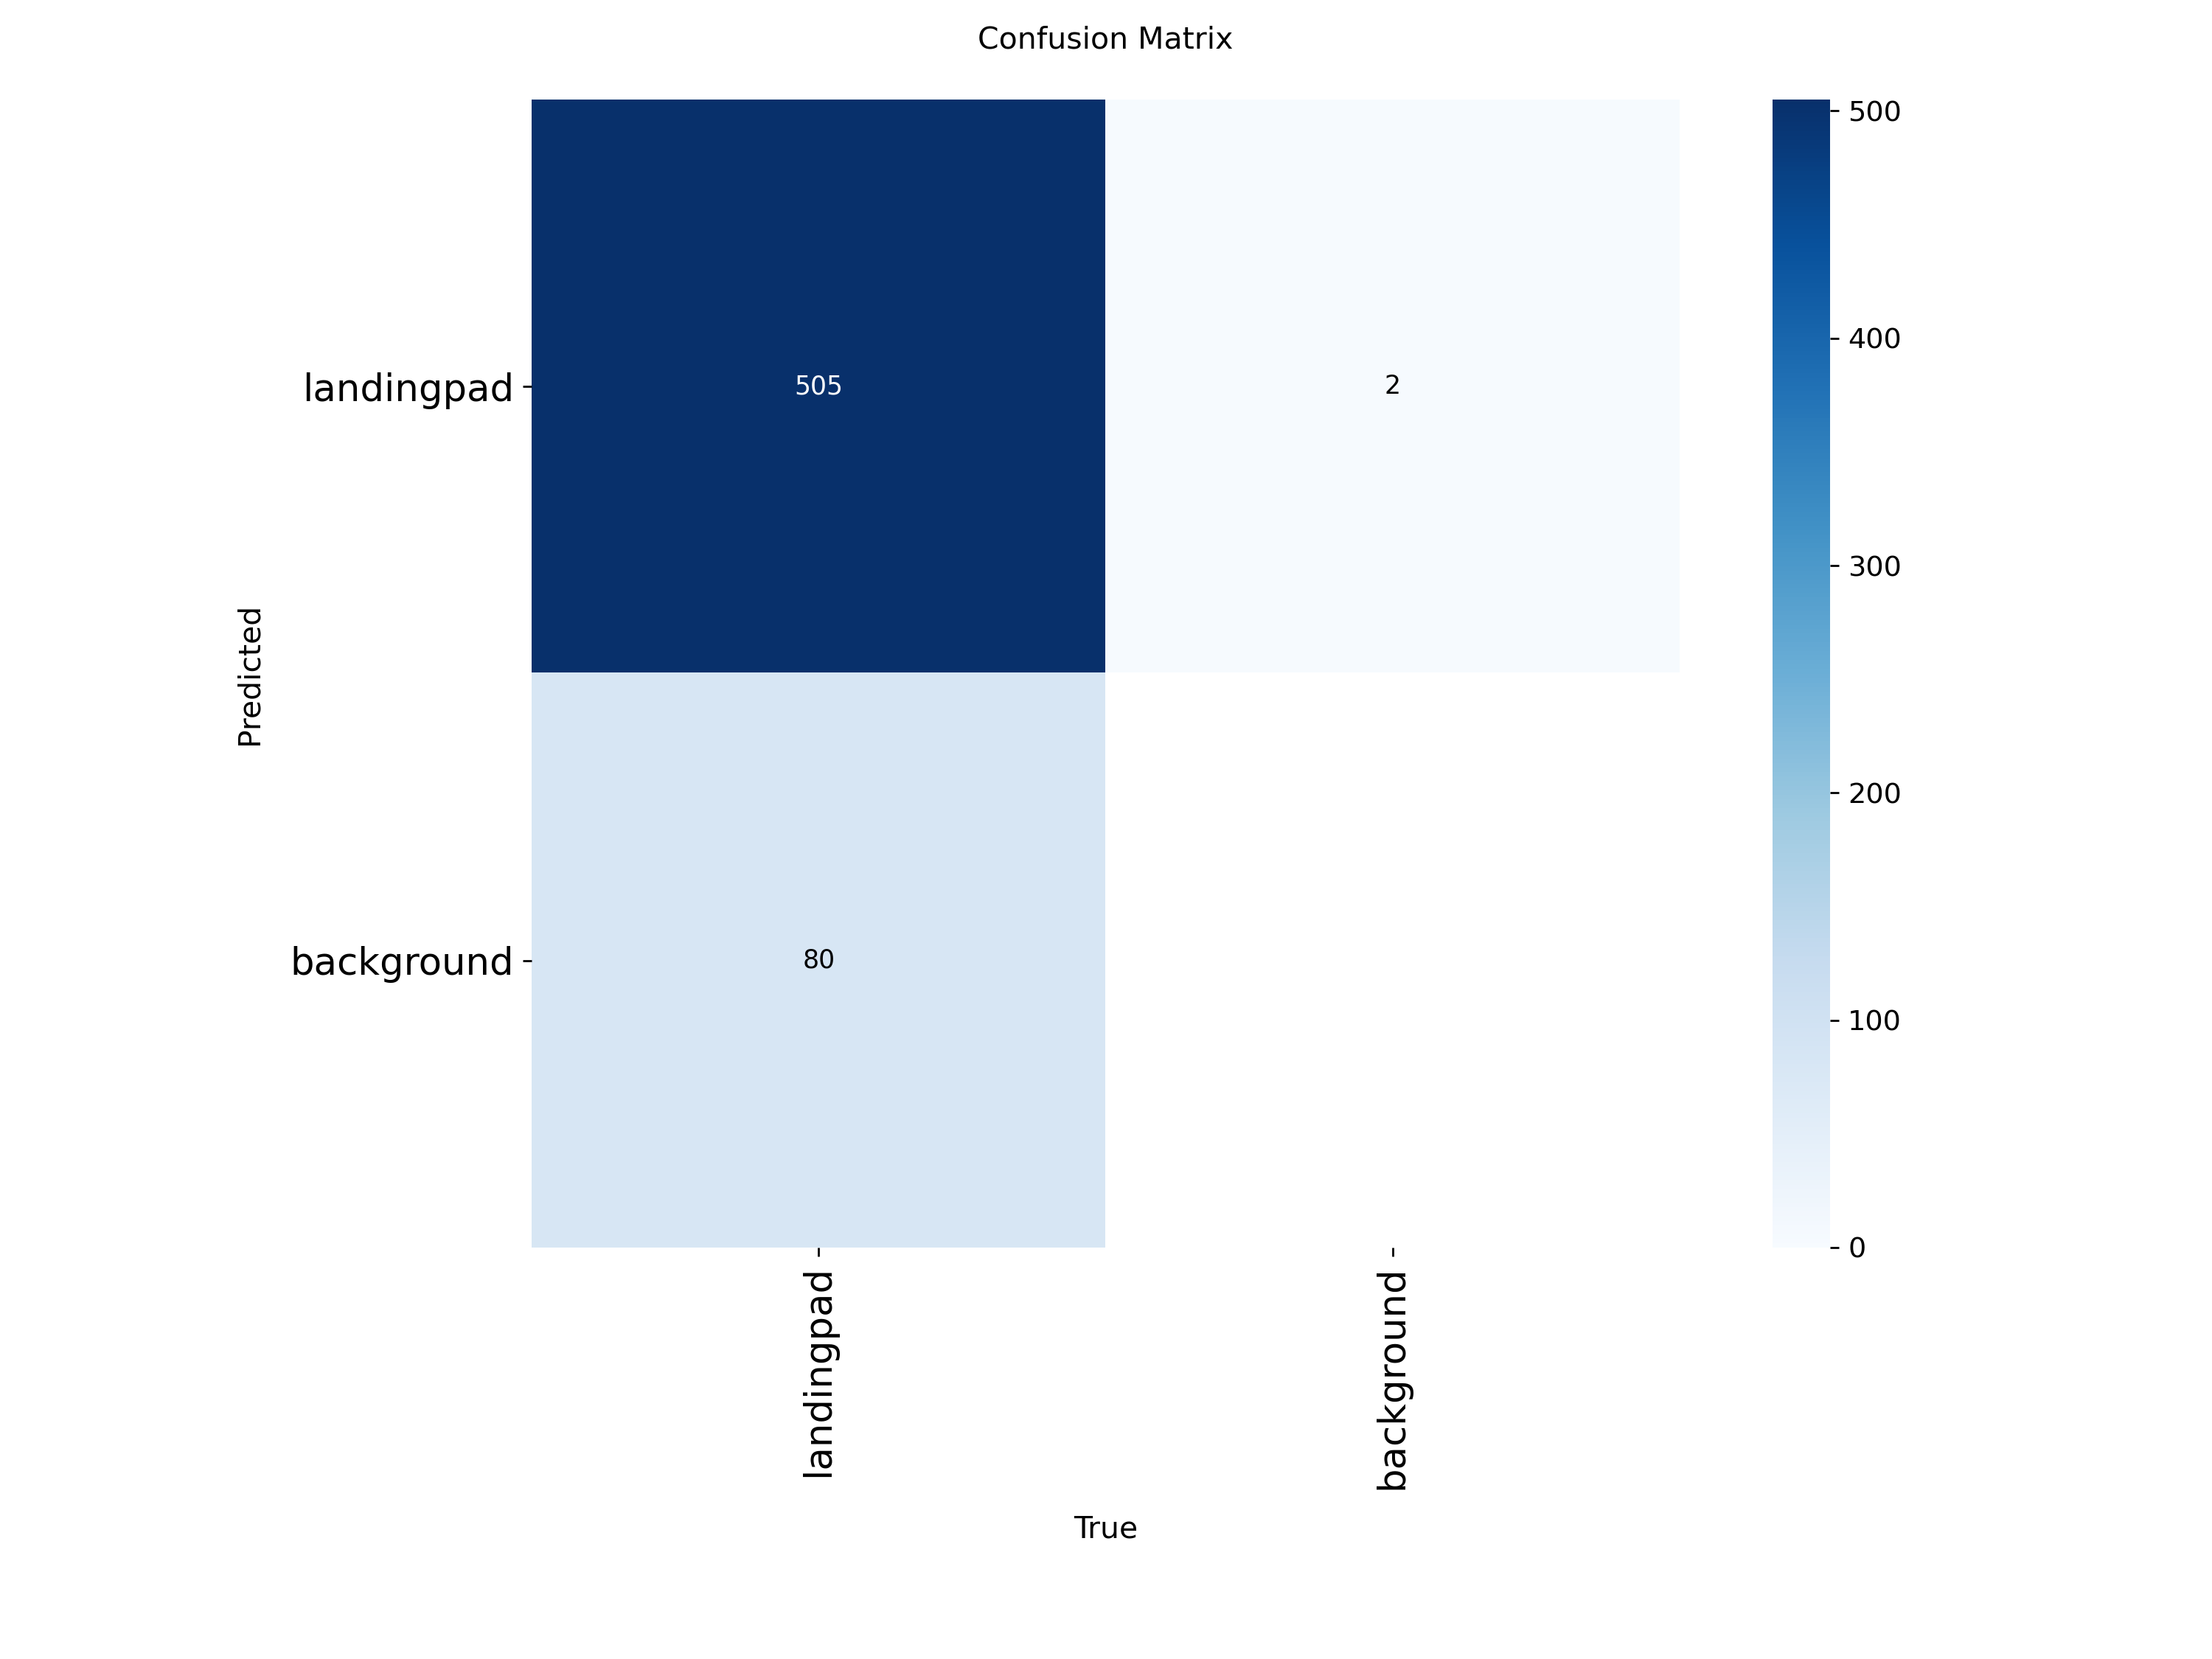 Confusion Matrix
500
400
300
200
100
0
landingpad
505
2
Predicted
background
80
landingpad
background
True